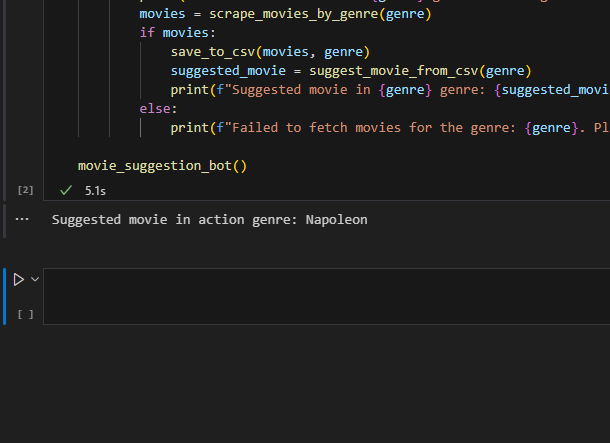 movies = scrape_movies_by_genre(genre)
if movies:
save_to_csv(movies, genre)
suggested_movie = suggest_movie_from_csv(genre)
print(f"Suggested movie in {genre} genre: {suggested_movi
else:
print(f"Failed to fetch movies for the genre: {genre}. Pl
movie_suggestion_bot()
[2] ✓ 5.1s
... Suggested movie in action genre: Napoleon
[ ]